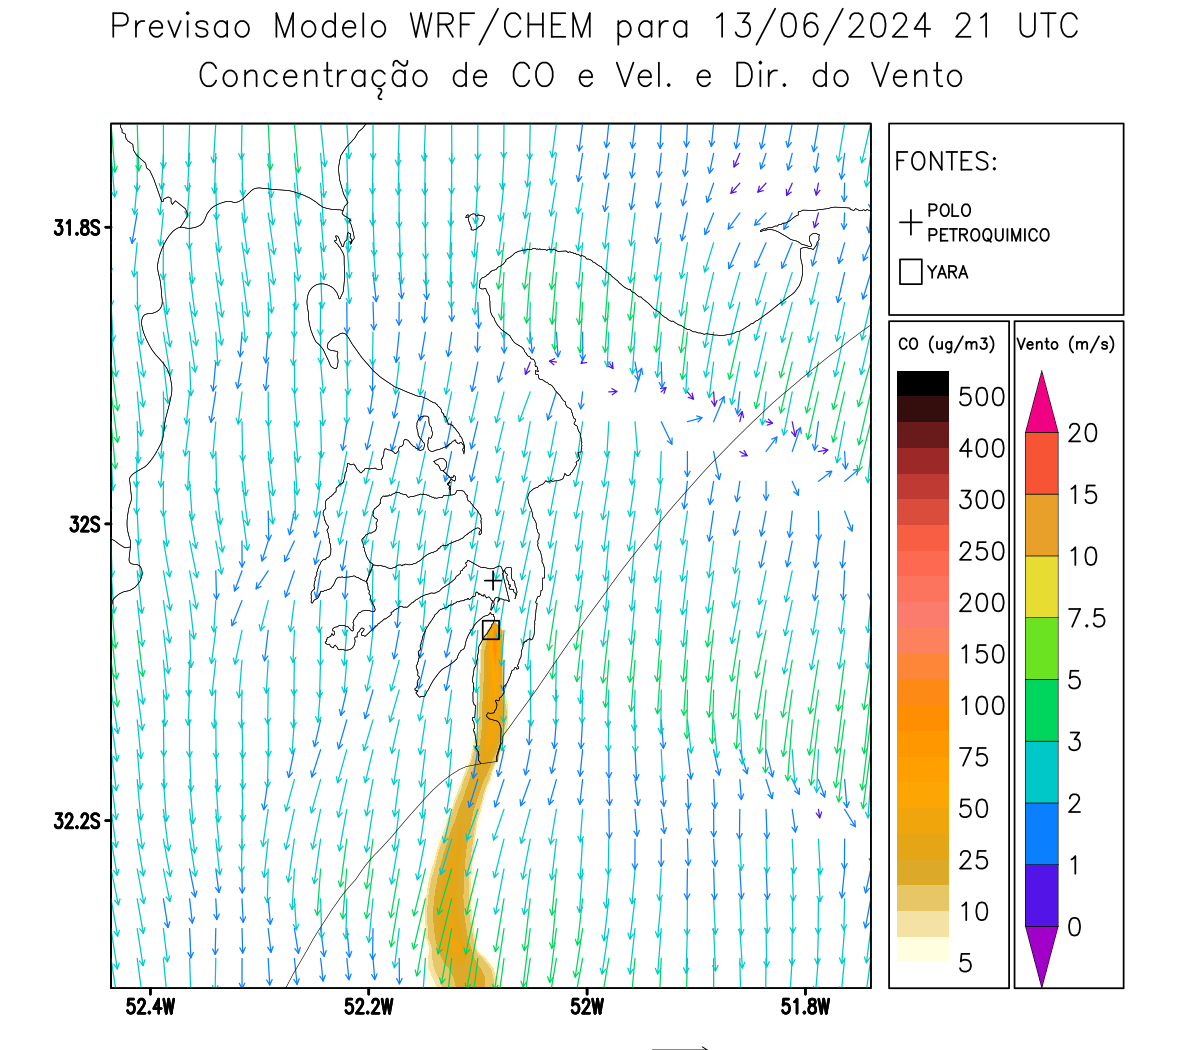 Previsao Modelo WRF/CHEM para 13/06/2024 21 UTC
Concentração de CO e Vel. e Dir. do Vento
FONTES:
POLO
PETROQUIMICO
YARA
CO (ug/m3)
500
400
300
250
200
150
100
75
50
25
10
5
Vento (m/s)
20
15
10
7.5
5
3
2
1
0
31.8S
32S
32.2S
52.4W
52.2W
52W
51.8W